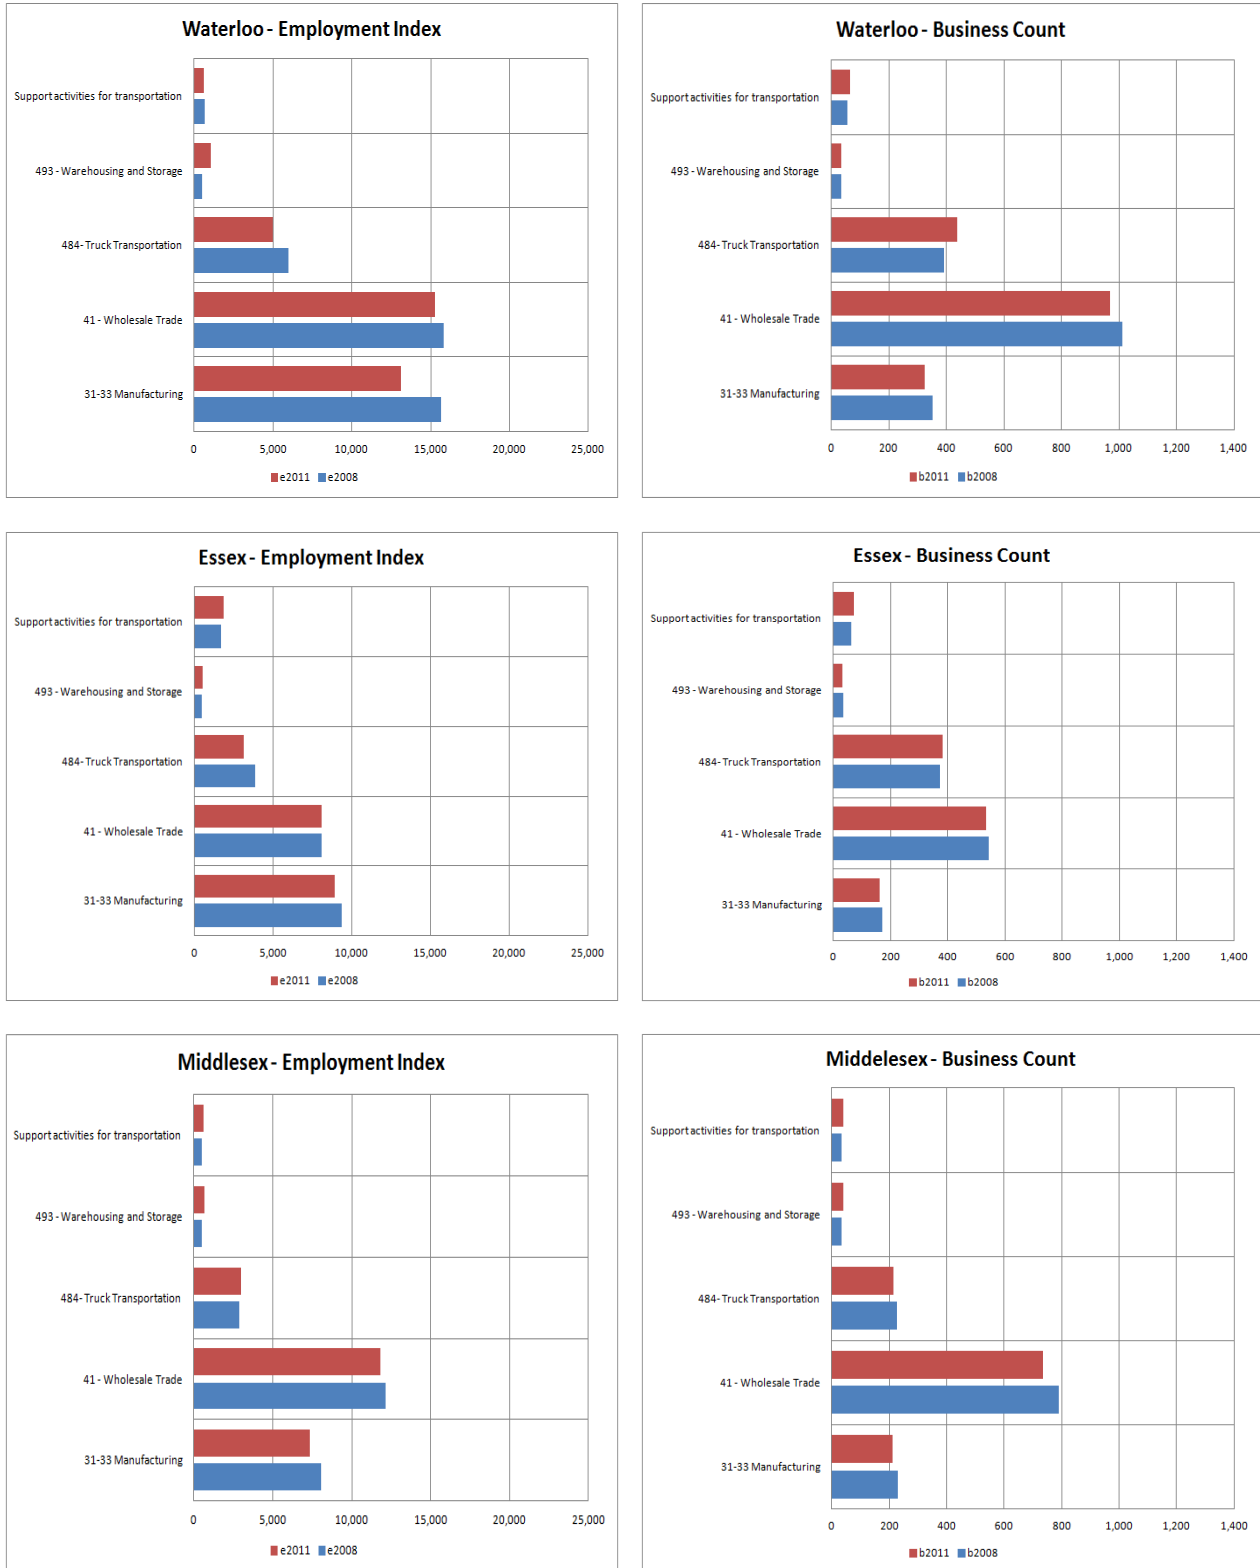 Waterloo - Employment Index
Support activities for transportation
493 - Warehousing and Storage
484- Truck Transportation
41 - Wholesale Trade
31-33 Manufacturing
0 5,000 10,000 15,000 20,000 25,000
e2011 e2008
Waterloo - Business Count
Support activities for transportation
493 - Warehousing and Storage
484- Truck Transportation
41 - Wholesale Trade
31-33 Manufacturing
0 200 400 600 800 1,000 1,200 1,400
b2011 b2008
Essex - Employment Index
Support activities for transportation
493 - Warehousing and Storage
484- Truck Transportation
41 - Wholesale Trade
31-33 Manufacturing
0 5,000 10,000 15,000 20,000 25,000
e2011 e2008
Essex - Business Count
Support activities for transportation
493 - Warehousing and Storage
484- Truck Transportation
41 - Wholesale Trade
31-33 Manufacturing
0 200 400 600 800 1,000 1,200 1,400
b2011 b2008
Middlesex - Employment Index
Support activities for transportation
493 - Warehousing and Storage
484- Truck Transportation
41 - Wholesale Trade
31-33 Manufacturing
0 5,000 10,000 15,000 20,000 25,000
e2011 e2008
Middelesex - Business Count
Support activities for transportation
493 - Warehousing and Storage
484- Truck Transportation
41 - Wholesale Trade
31-33 Manufacturing
0 200 400 600 800 1,000 1,200 1,400
b2011 b2008